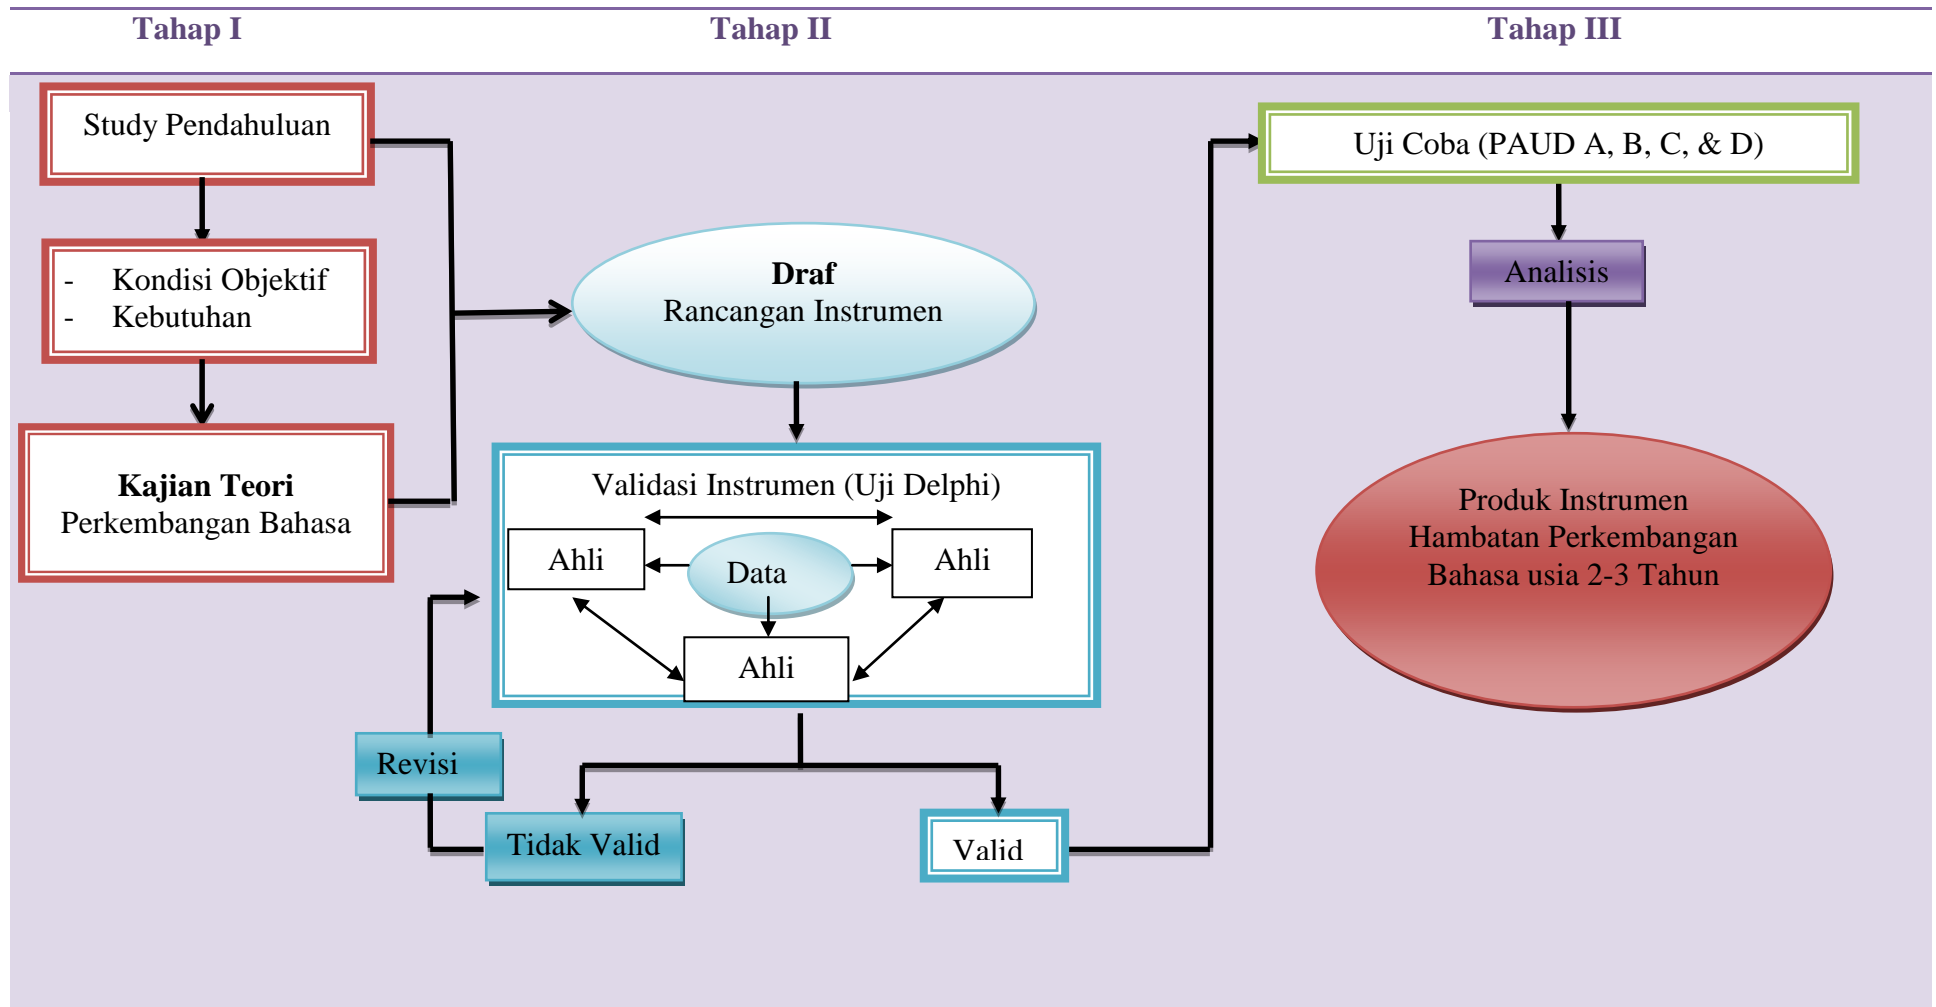 Tahap I
Tahap II
Tahap III
Study Pendahuluan
- Kondisi Objektif
- Kebutuhan
Kajian Teori
Perkembangan Bahasa
Draf
Rancangan Instrumen
Validasi Instrumen (Uji Delphi)
Ahli
Data
Ahli
Ahli
Revisi
Tidak Valid
Valid
Uji Coba (PAUD A, B, C, & D)
Analisis
Produk Instrumen
Hambatan Perkembangan
Bahasa usia 2-3 Tahun